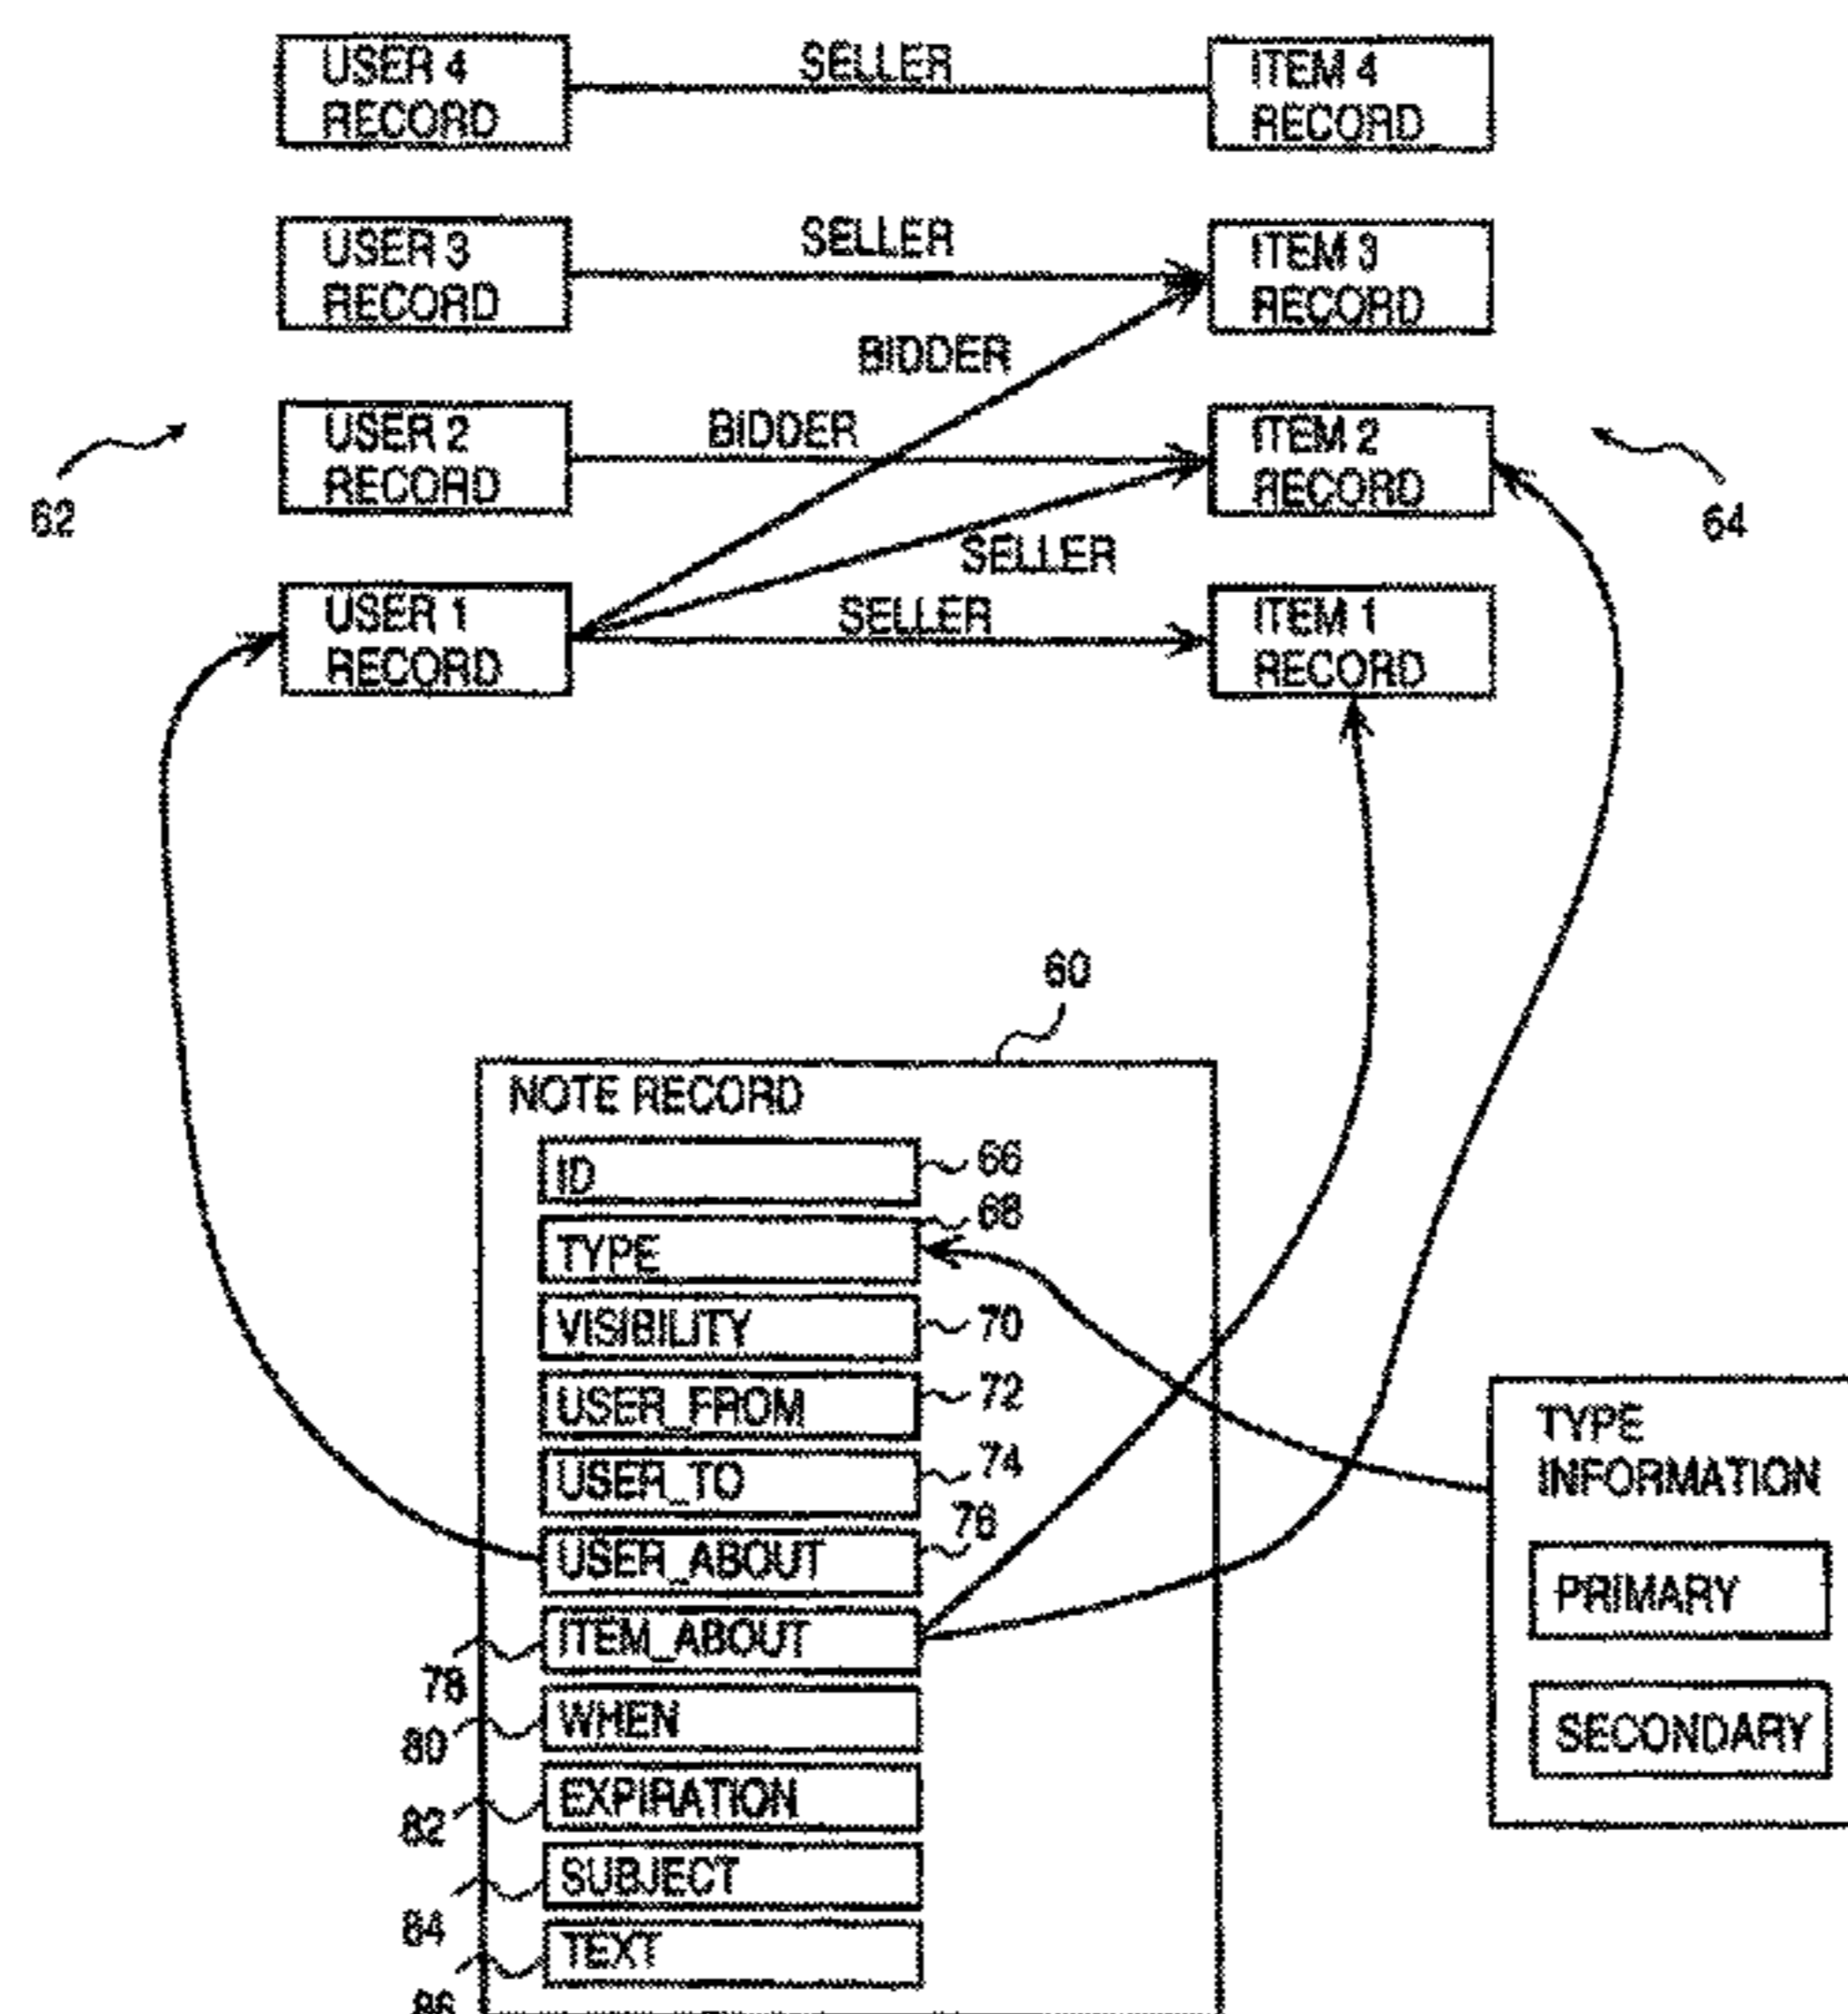 USER 4
RECORD
SELLER
ITEM 4
RECORD
USER 3
RECORD
SELLER
ITEM 3
RECORD
BIDDER
USER 2
RECORD
BIDDER
ITEM 2
RECORD
62
64
SELLER
USER 1
RECORD
SELLER
ITEM 1
RECORD
60
NOTE RECORD
ID
66
TYPE
68
VISIBILITY
70
USER_FROM
72
USER_TO
74
USER_ABOUT
76
ITEM_ABOUT
78
WHEN
80
EXPIRATION
82
SUBJECT
84
TEXT
86
TYPE
INFORMATION
PRIMARY
SECONDARY